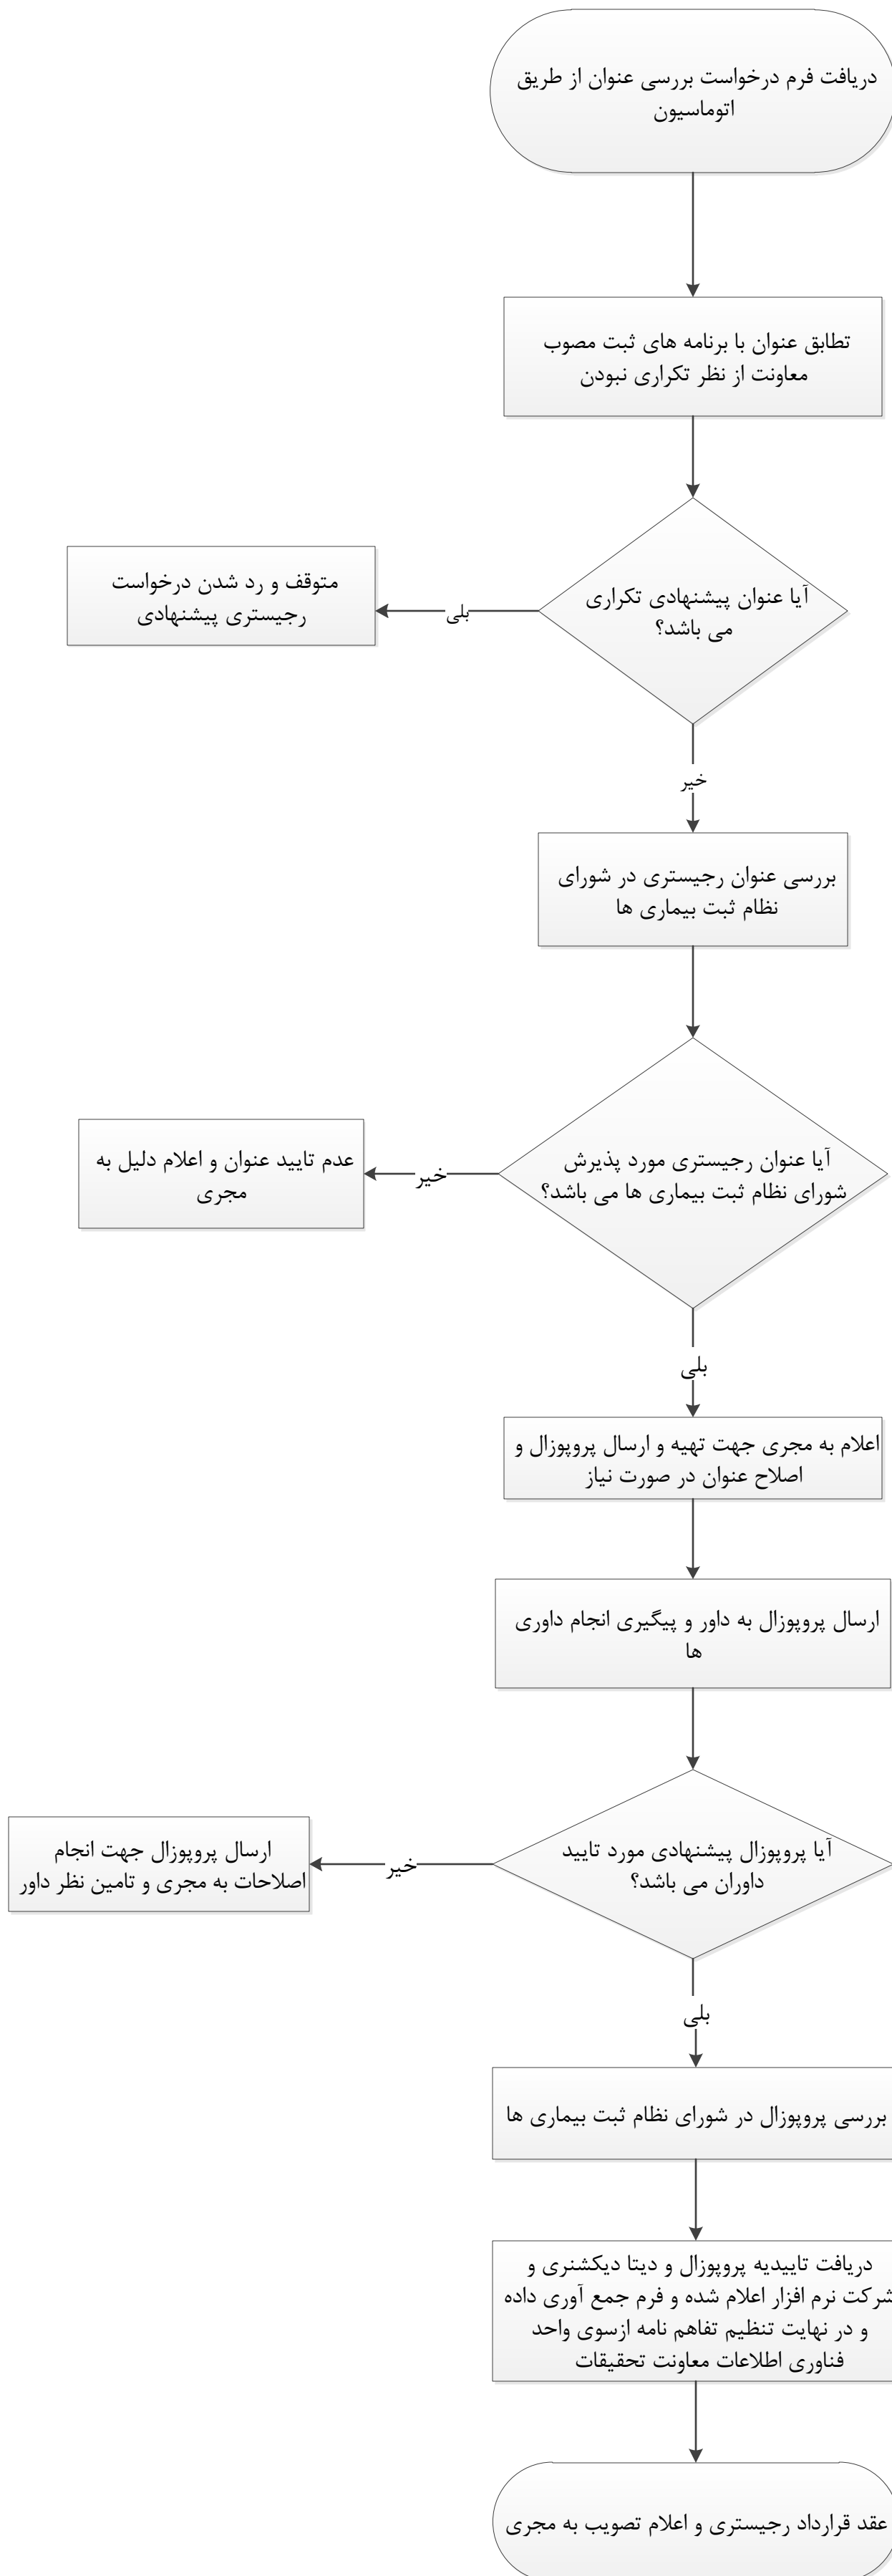 دریافت فرم درخواست بررسی عنوان از طریق
اتوماسیون
تطابق عنوان با برنامه های ثبت مصوب
معاونت از نظر تکراری نبودن
آیا عنوان پیشنهادی تکراری
می باشد؟
بلی
متوقف و رد شدن درخواست
رجیستری پیشنهادی
خیر
بررسی عنوان رجیستری در شورای
نظام ثبت بیماری ها
آیا عنوان رجیستری مورد پذیرش
شورای نظام ثبت بیماری ها می باشد؟
خیر
عدم تایید عنوان و اعلام دلیل به
مجری
بلی
اعلام به مجری جهت تهیه و ارسال پروپوزال و
اصلاح عنوان در صورت نیاز
ارسال پروپوزال به داور و پیگیری انجام داوری
ها
آیا پروپوزال پیشنهادی مورد تایید
داوران می باشد؟
خیر
ارسال پروپوزال جهت انجام
اصلاحات به مجری و تامین نظر داور
بلی
بررسی پروپوزال در شورای نظام ثبت بیماری ها
دریافت تاییدیه پروپوزال و دیتا دیکشنری و
شرکت نرم افزار اعلام شده و فرم جمع آوری داده
و در نهایت تنظیم تفاهم نامه ازسوی واحد
فناوری اطلاعات معاونت تحقیقات
عقد قرارداد رجیستری و اعلام تصویب به مجری